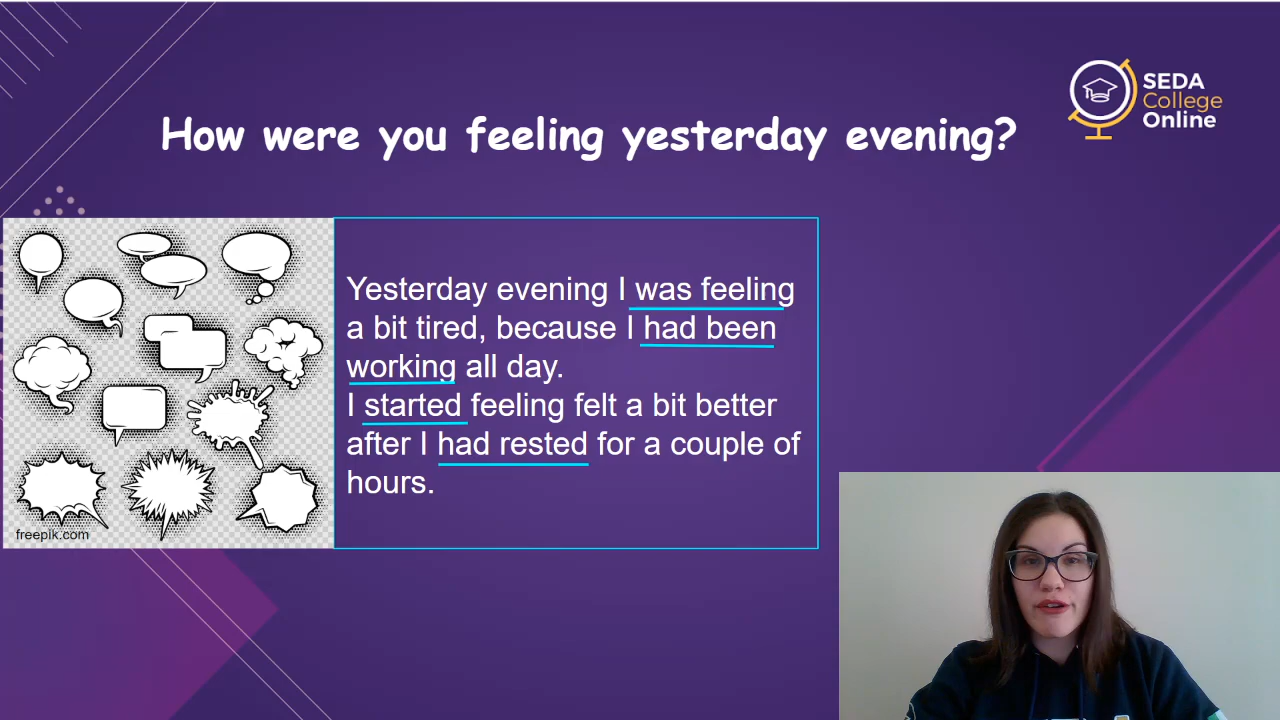 SEDA
College
Online
How were you feeling yesterday evening?
Yesterday evening I was feeling
a bit tired, because I had been
working all day.
I started feeling felt a bit better
after I had rested for a couple of
hours.
freepik.com